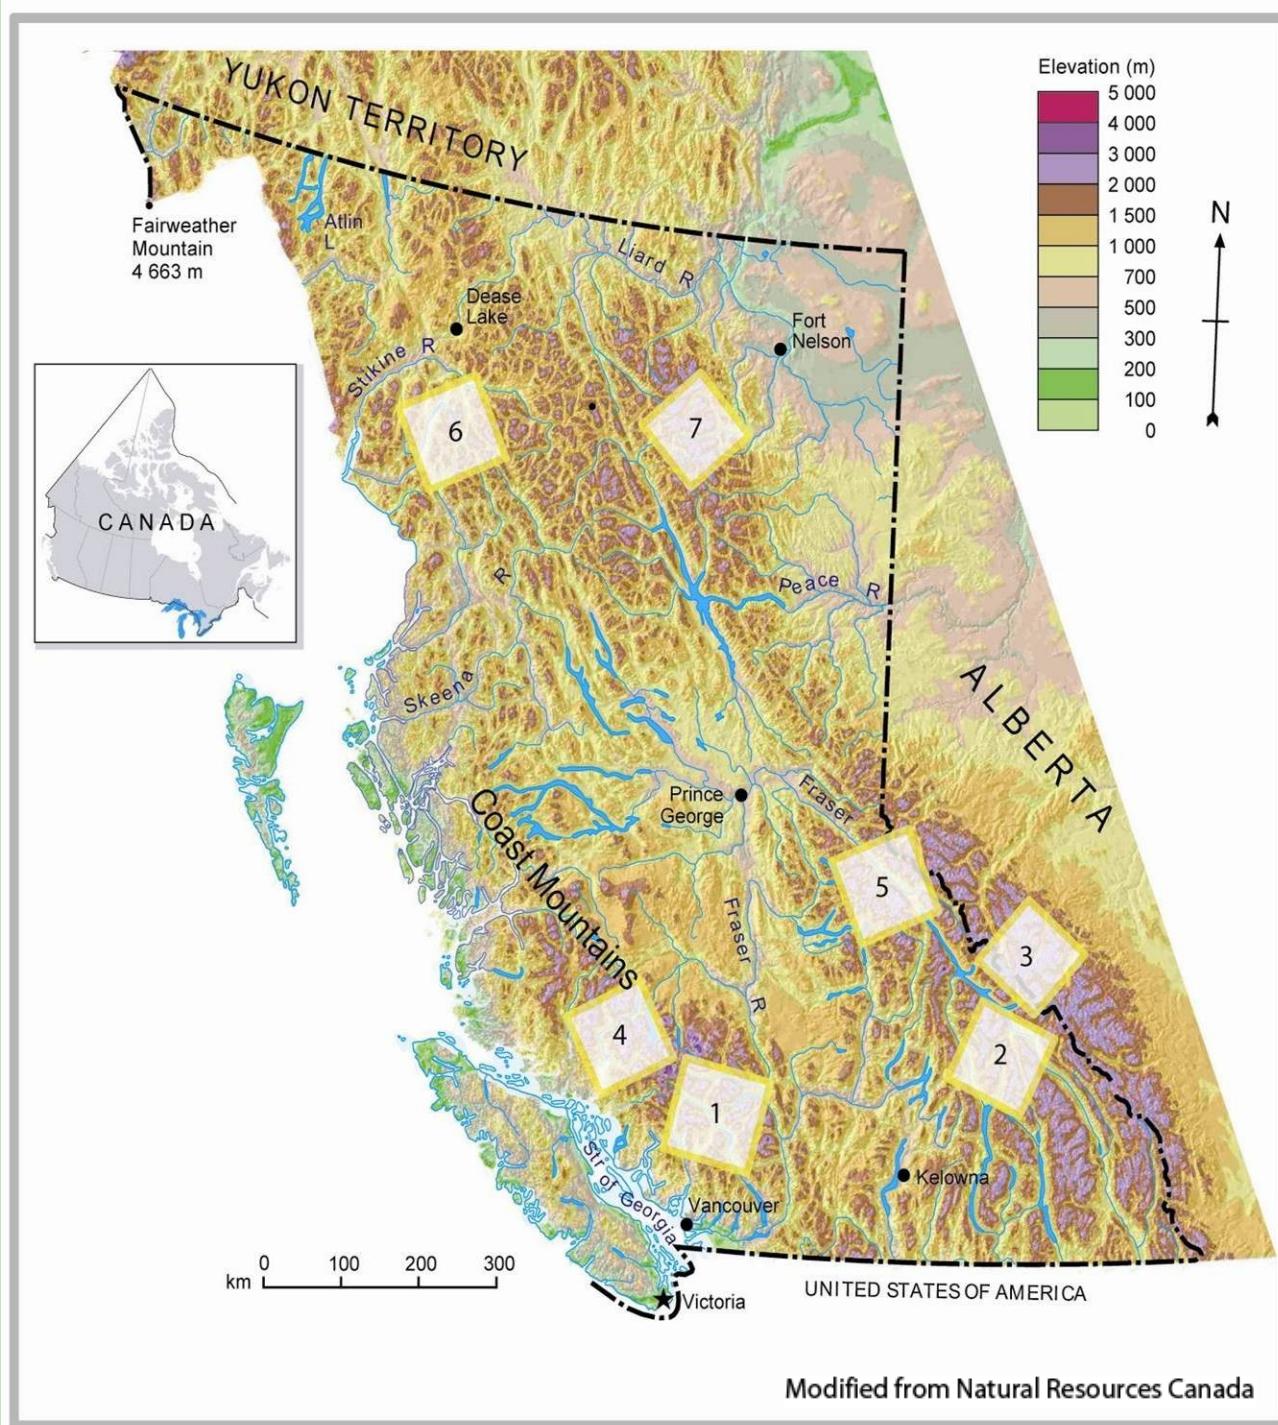 YUKON TERRITORY
Elevation (m)
5 000
4 000
3 000
2 000
1 500
1 000
700
500
300
200
100
0
N
Fairweather
Mountain
4 663 m
Atlin
L
Liard R
Dease
Lake
Fort
Nelson
Stikine R
6
7
CANADA
R
Peace R
Skeena
ALBERTA
Prince
George
Fraser
Coast Mountains
5
Fraser R
3
4
2
1
Str of Georgia
Kelowna
Vancouver
0 100 200 300
km
Victoria
UNITED STATES OF AMERICA
Modified from Natural Resources Canada